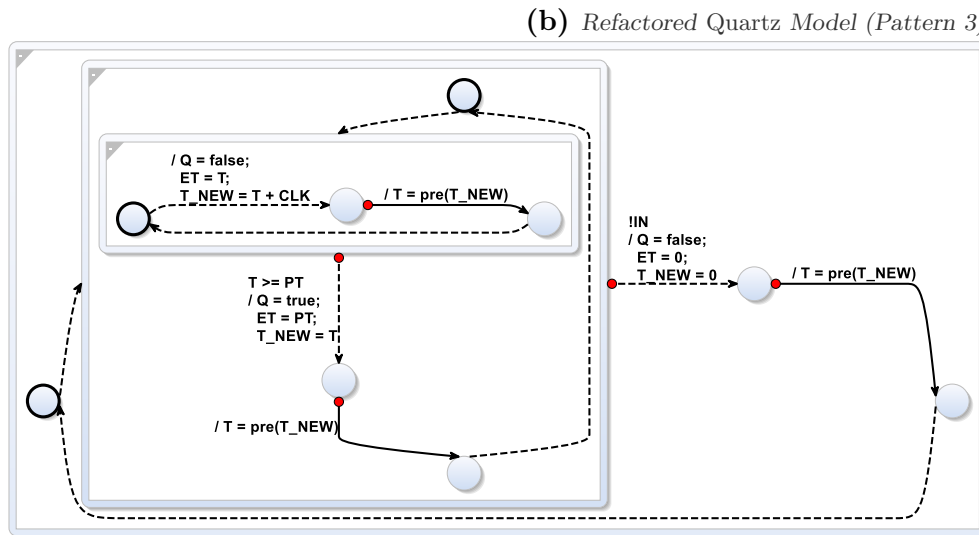 (b) Refactored Quartz Model (Pattern 3)
/ Q = false;
ET = T;
T_NEW = T + CLK
/ T = pre(T_NEW)
!IN
/ Q = false;
ET = 0;
T_NEW = 0
/ T = pre(T_NEW)
T >= PT
/ Q = true;
ET = PT;
T_NEW = T
/ T = pre(T_NEW)